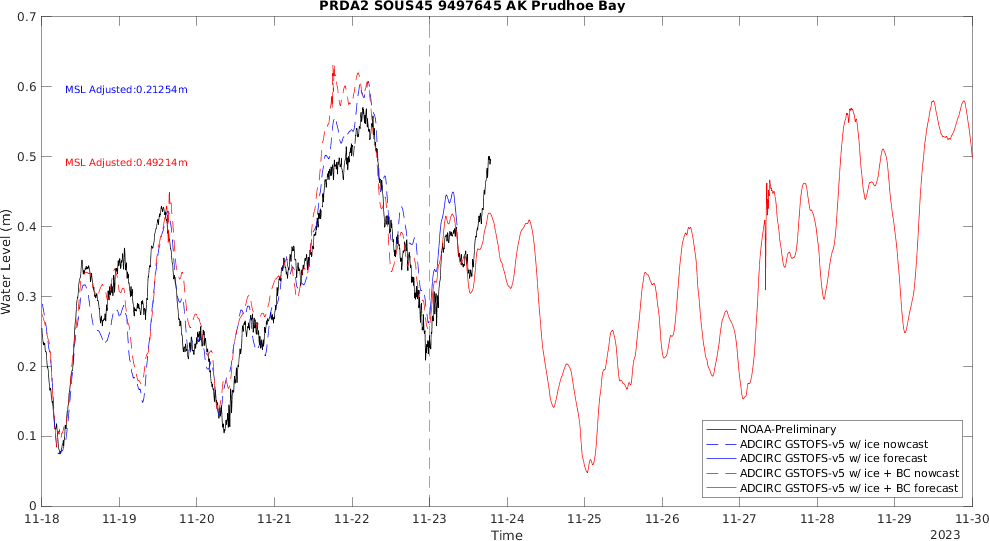 PRDA2 SOUS45 9497645 AK Prudhoe Bay
0.7
0.6
0.5
0.4
0.3
0.2
0.1
0
Water Level (m)
MSL Adjusted:0.21254m
MSL Adjusted:0.49214m
NOAA-Preliminary
ADCIRC GSTOFS-v5 w/ ice nowcast
ADCIRC GSTOFS-v5 w/ ice forecast
ADCIRC GSTOFS-v5 w/ ice + BC nowcast
ADCIRC GSTOFS-v5 w/ ice + BC forecast
11-18 11-19 11-20 11-21 11-22 11-23 11-24 11-25 11-26 11-27 11-28 11-29 11-30
Time
2023